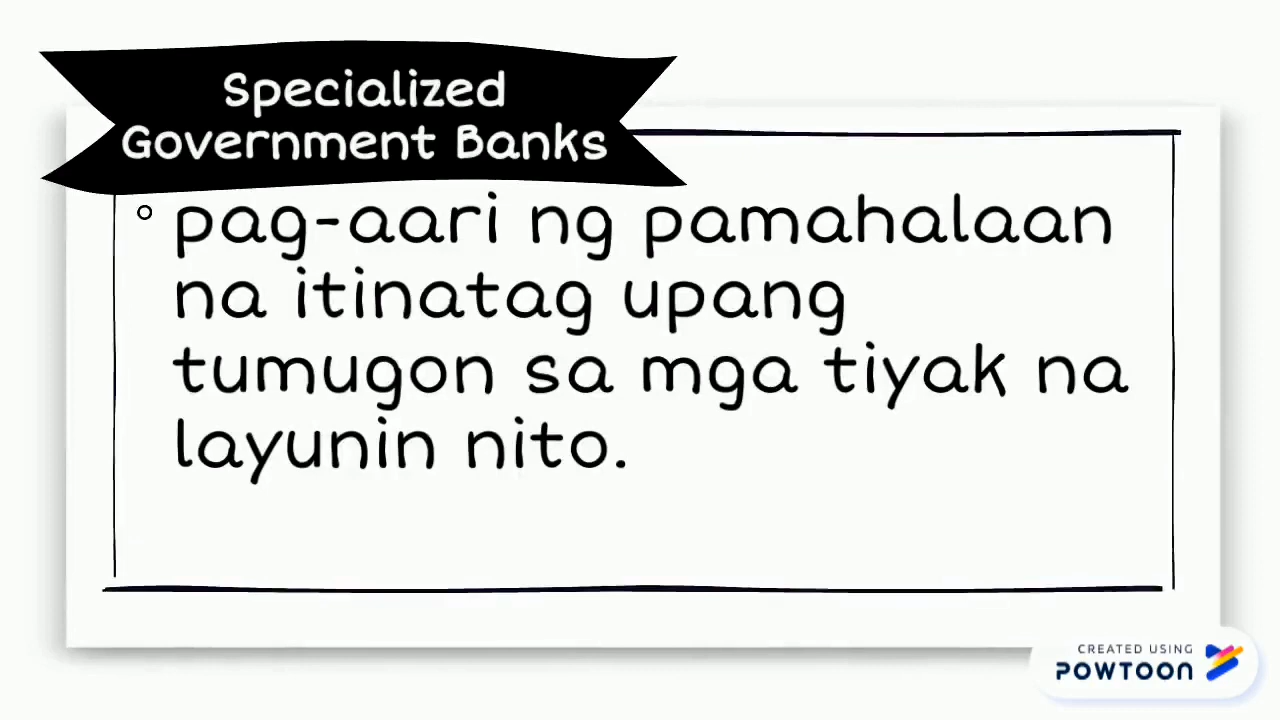 Specialized
Government Banks
° pag-aari ng pamahalaan
na itinatag upang
tumugon sa mga tiyak na
layunin nito.
CREATED USING
POWTOON